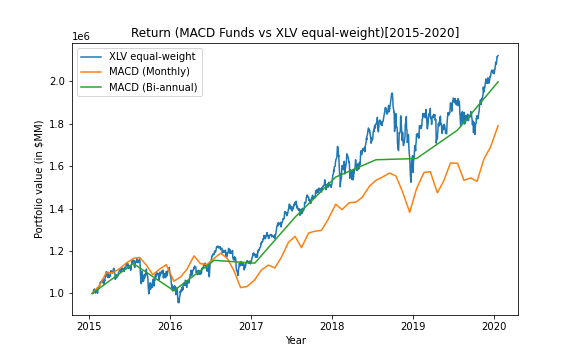 Return (MACD Funds vs XLV equal-weight)[2015-2020]
1e6
XLV equal-weight
MACD (Monthly)
MACD (Bi-annual)
2.0
1.8
1.6
1.4
1.2
1.0
Portfolio value (in $MM)
2015 2016 2017 2018 2019 2020
Year